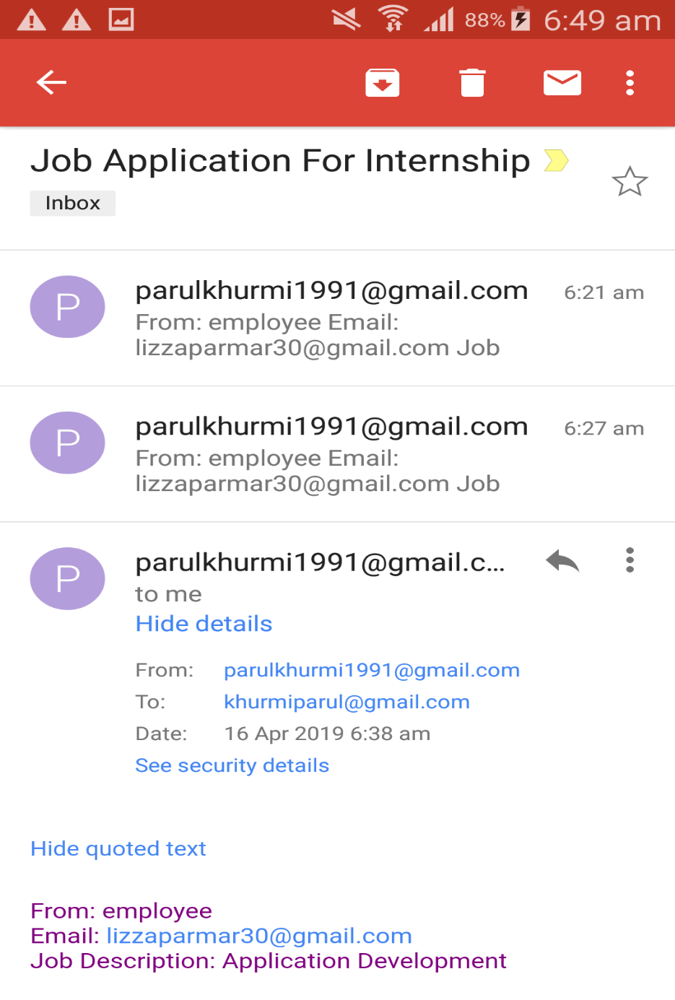 88% 6:49 am
Job Application For Internship
Inbox
P
parulkhurmi1991@gmail.com 6:21 am
From: employee Email:
lizzaparmar30@gmail.com Job
P
parulkhurmi1991@gmail.com 6:27 am
From: employee Email:
lizzaparmar30@gmail.com Job
P
parulkhurmi1991@gmail.c...
to me
Hide details
From: parulkhurmi1991@gmail.com
To: khurmiparul@gmail.com
Date: 16 Apr 2019 6:38 am
See security details
Hide quoted text
From: employee
Email: lizzaparmar30@gmail.com
Job Description: Application Development